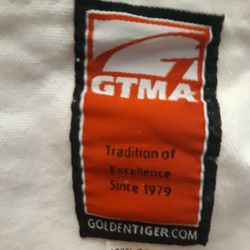 GTMA
Tradition of
Excellence
Since 1979
GOLDENTIGER.COM